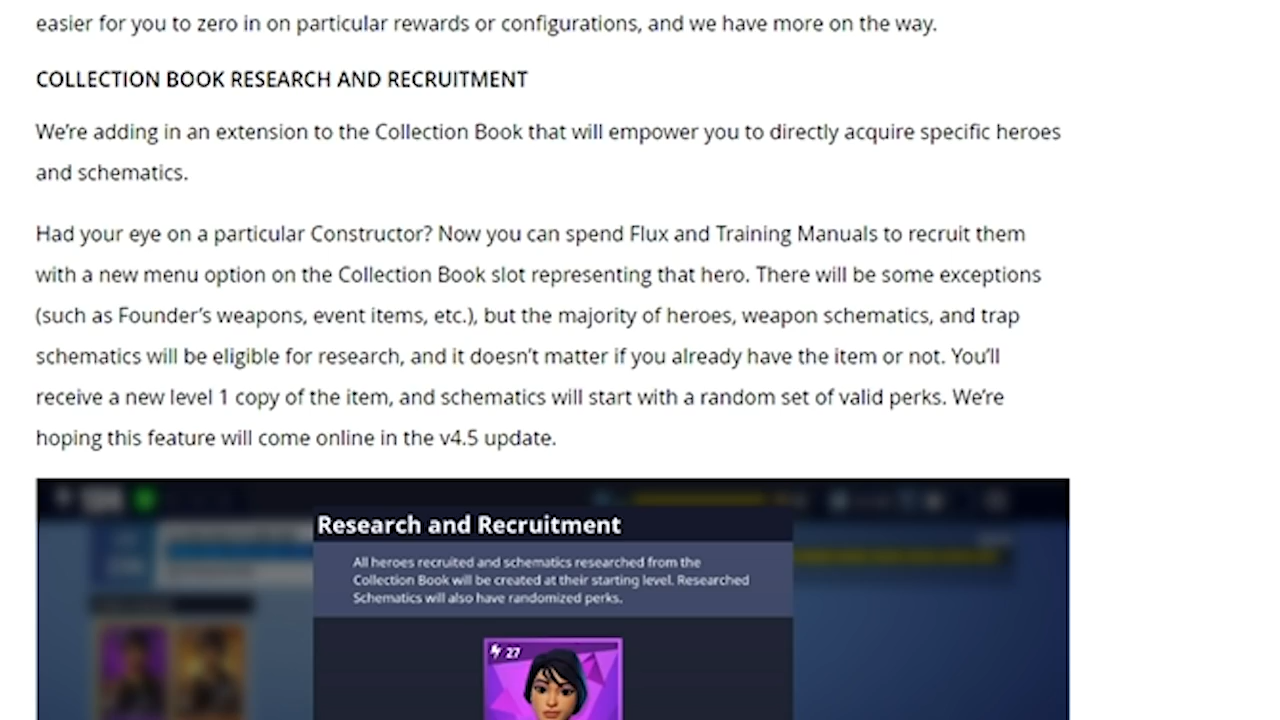 easier for you to zero in on particular rewards or configurations, and we have more on the way.
COLLECTION BOOK RESEARCH AND RECRUITMENT
We’re adding in an extension to the Collection Book that will empower you to directly acquire specific heroes
and schematics.
Had your eye on a particular Constructor? Now you can spend Flux and Training Manuals to recruit them
with a new menu option on the Collection Book slot representing that hero. There will be some exceptions
(such as Founder’s weapons, event items, etc.), but the majority of heroes, weapon schematics, and trap
schematics will be eligible for research, and it doesn’t matter if you already have the item or not. You’ll
receive a new level 1 copy of the item, and schematics will start with a random set of valid perks. We’re
hoping this feature will come online in the v4.5 update.
Research and Recruitment
All heroes recruited and schematics researched from the
Collection Book will be created at their starting level. Researched
Schematics will also have randomized perks.
27